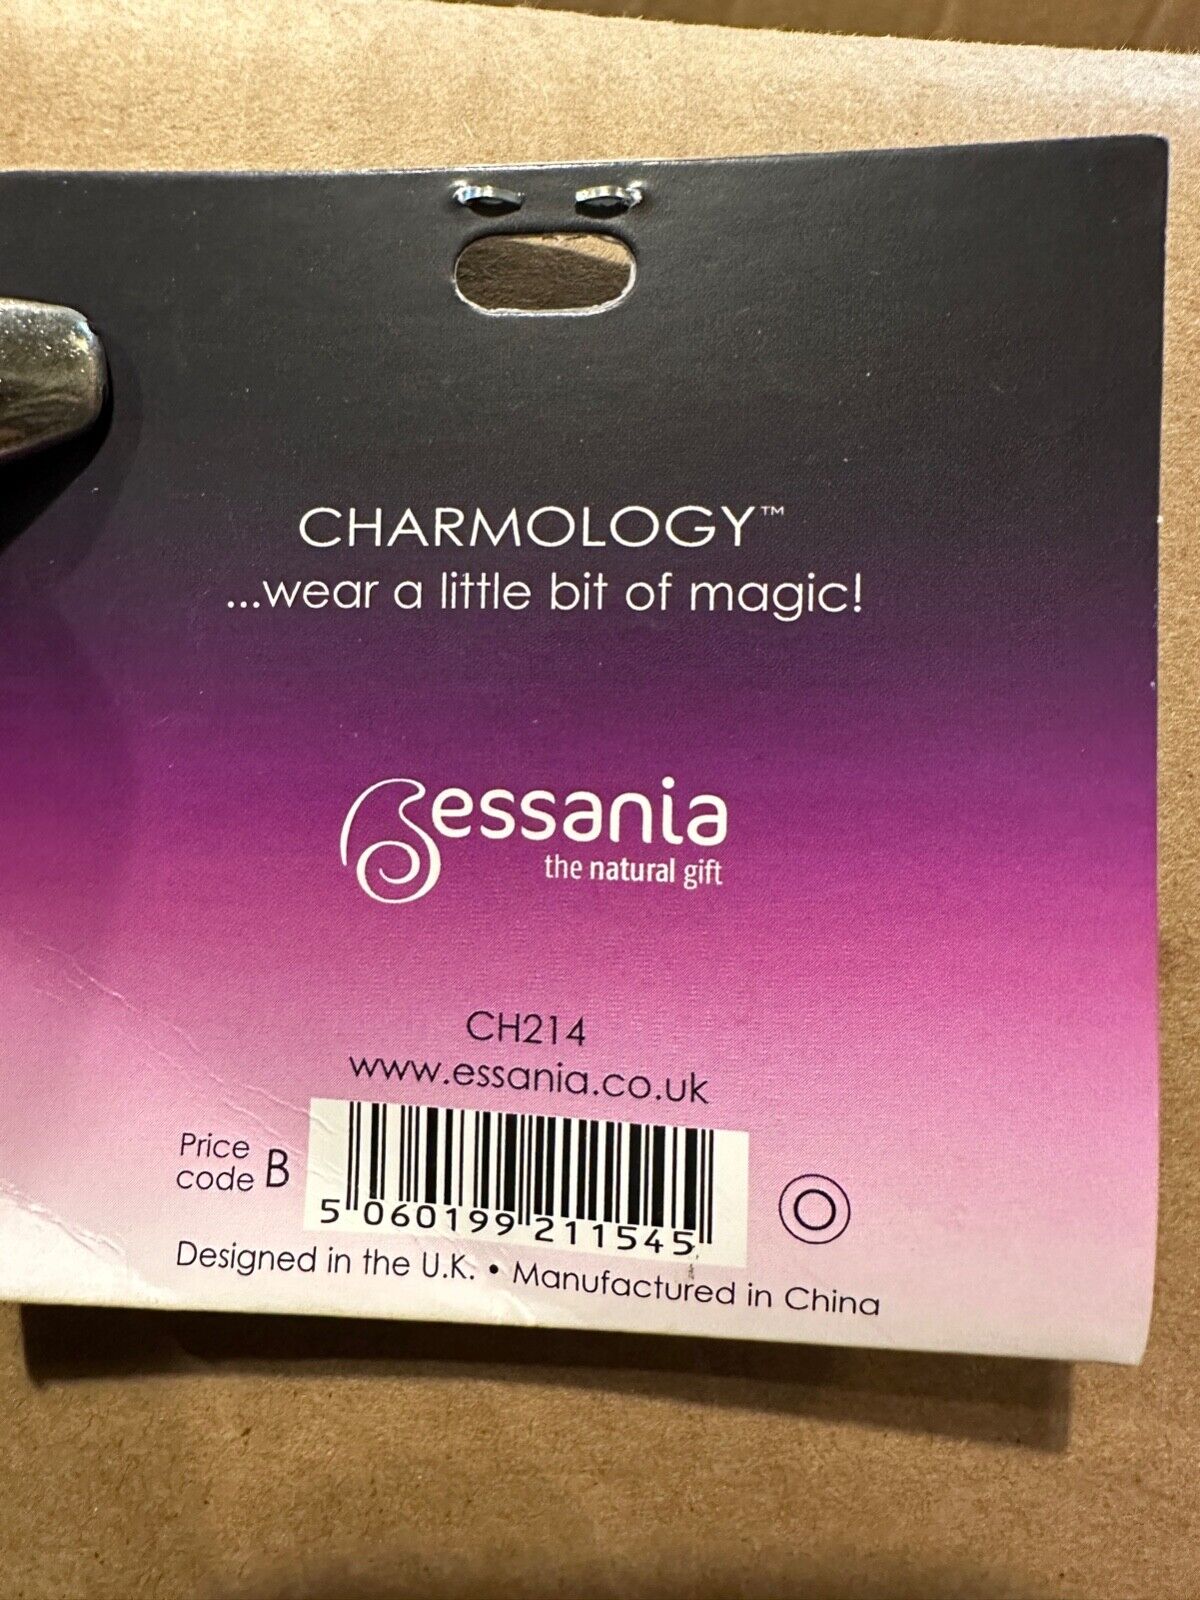 CHARMOLOGY™
...wear a little bit of magic!
essania
the natural gift
CH214
www.essania.co.uk
Price
code B
5 060199 211545
Designed in the U.K. • Manufactured in China